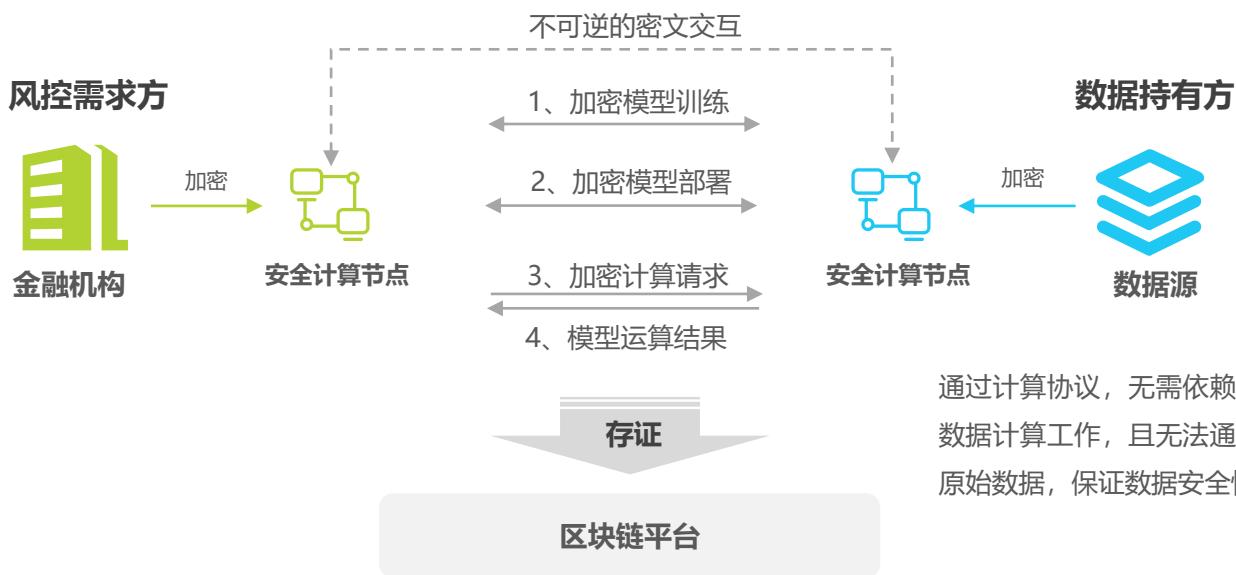 不可逆的密文交互
风控需求方
数据持有方
1、加密模型训练
加密
2、加密模型部署
加密
金融机构
安全计算节点
3、加密计算请求
安全计算节点
数据源
4、模型运算结果
通过计算协议，无需依赖
存证
数据计算工作，且无法通
原始数据，保证数据安全
区块链平台